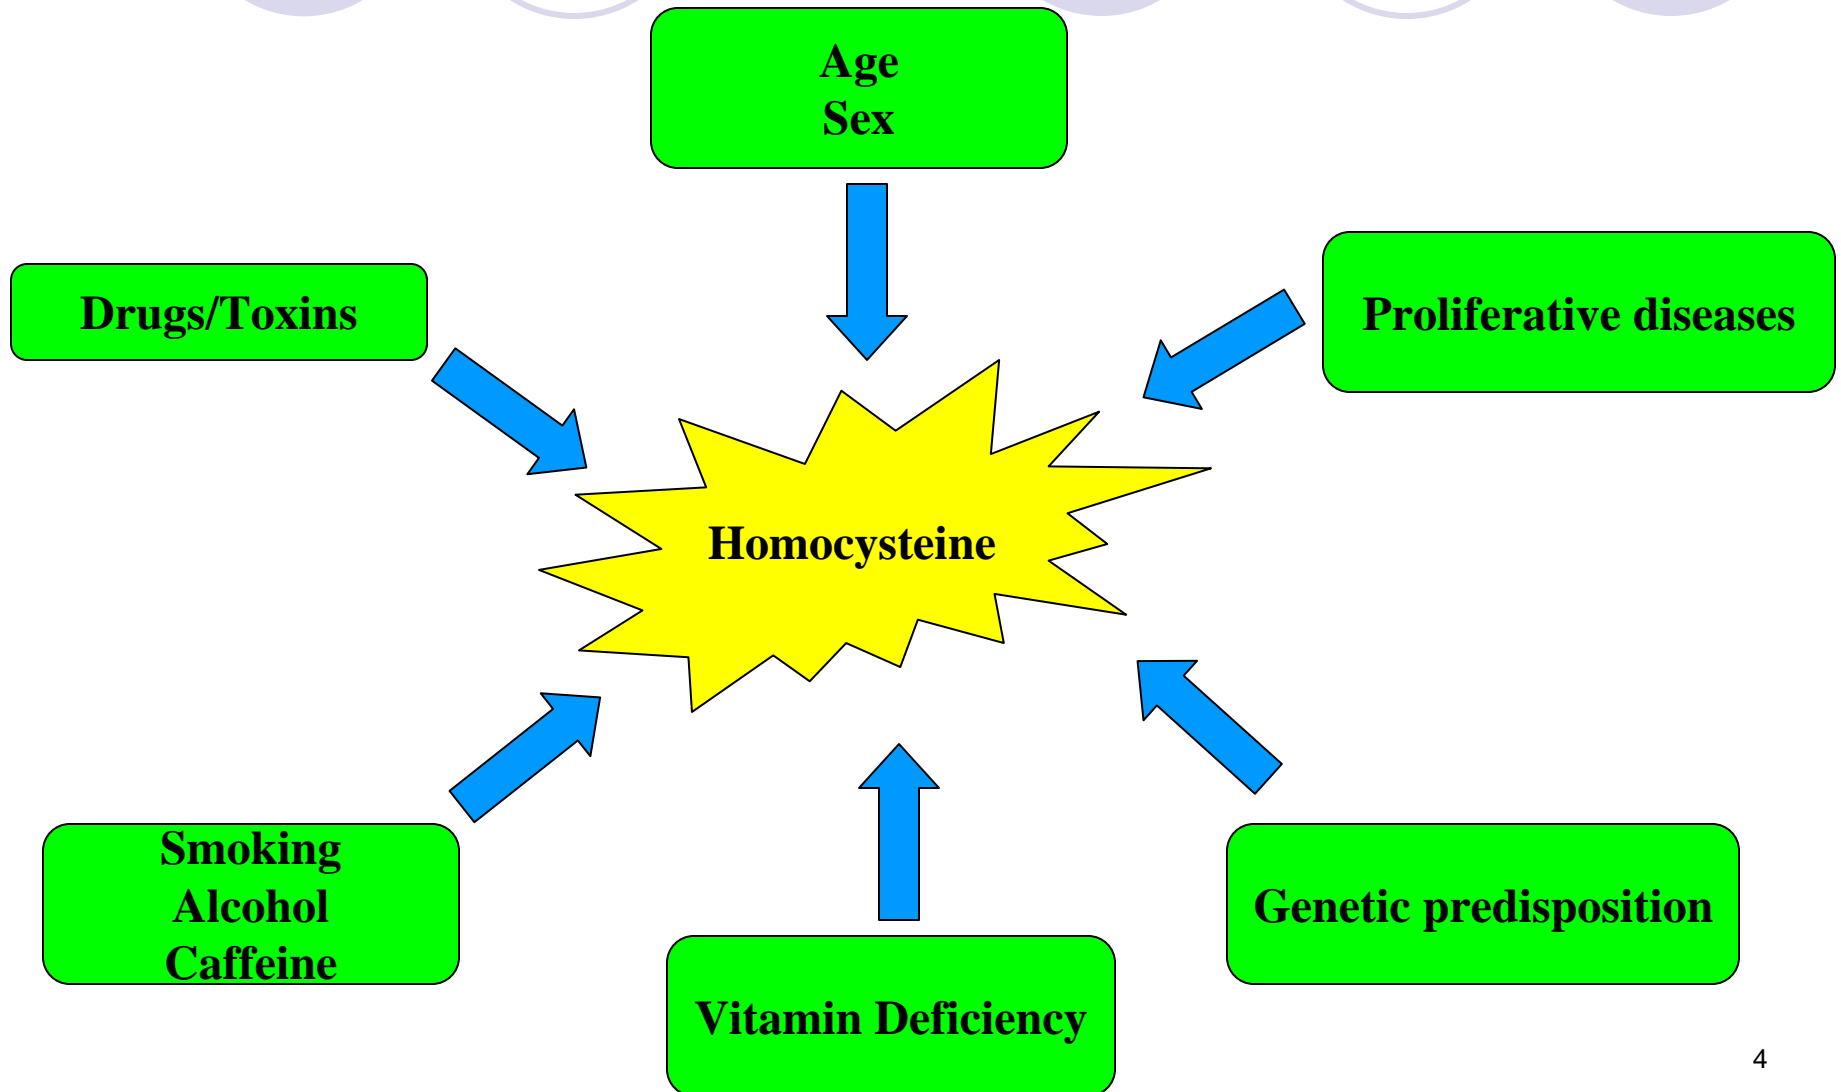 Age
Sex
Drugs/Toxins
Proliferative diseases
Homocysteine
Smoking
Alcohol
Caffeine
Genetic predisposition
Vitamin Deficiency
4